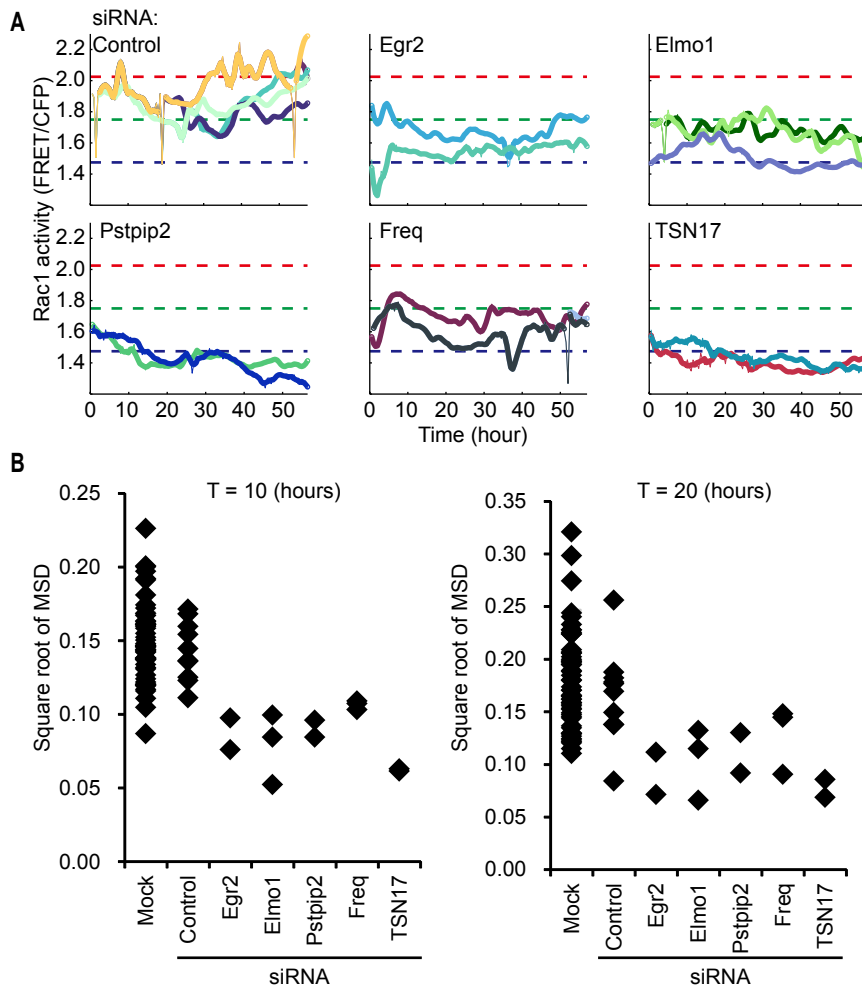 A
siRNA:
Control
Egr2
Elmo1
2.2
2.0
1.8
1.6
1.4
Pstpip2
Freq
TSN17
2.2
2.0
1.8
1.6
1.4
Rac1 activity (FRET/CFP)
0 10 20 30 40 50
0 10 20 30 40 50
0 10 20 30 40 50
Time (hour)
B
T = 10 (hours)
0.25
0.20
0.15
0.10
0.05
0.00
Square root of MSD
Mock
Control
Egr2
Elmo1
Pstpip2
Freq
TSN17
siRNA
T = 20 (hours)
0.35
0.30
0.25
0.20
0.15
0.10
0.05
0.00
Square root of MSD
Mock
Control
Egr2
Elmo1
Pstpip2
Freq
TSN17
siRNA